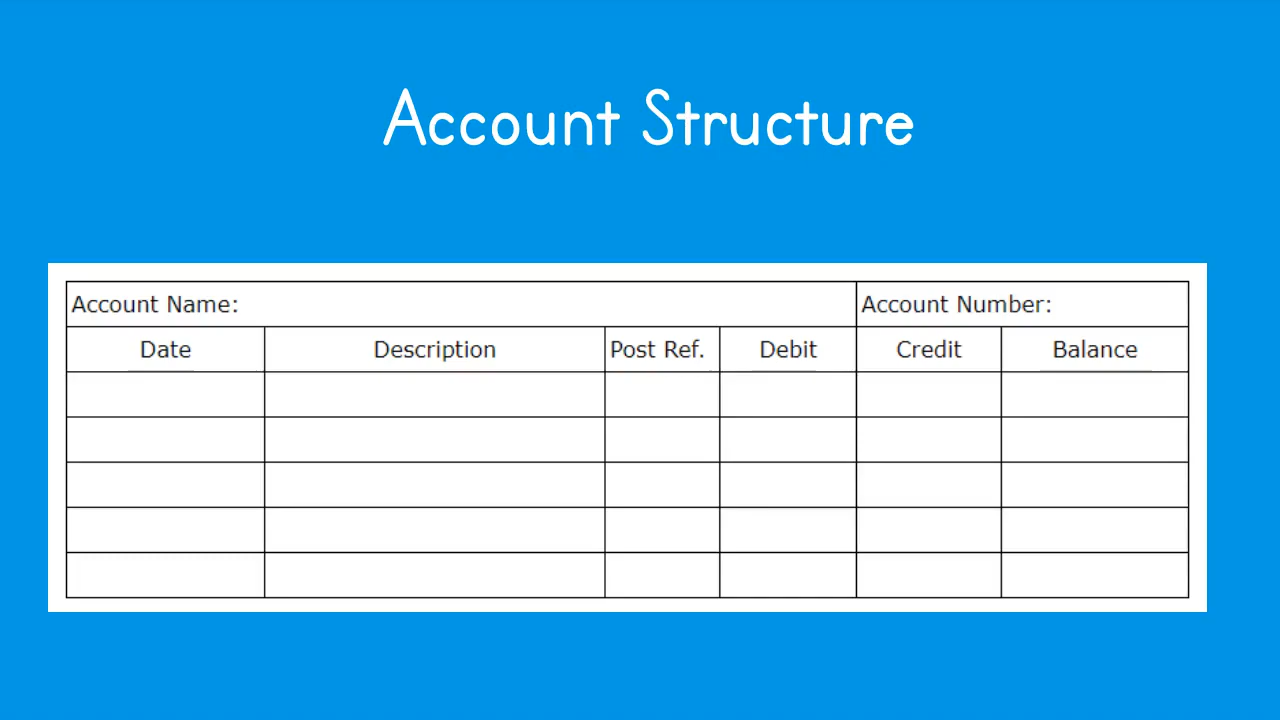 Account Structure
Account Name: Account Number:
Date Description Post Ref. Debit Credit Balance